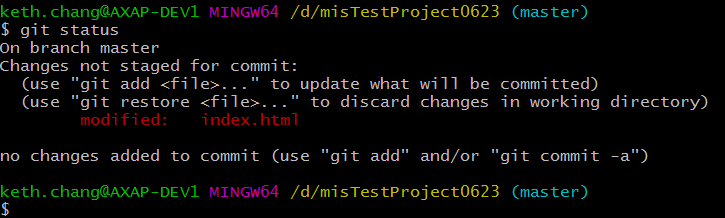 keth.chang@AXAP-DEV1 MINGW64 /d/misTestProject0623 (master)
$ git status
On branch master
Changes not staged for commit:
  (use "git add <file>..." to update what will be committed)
  (use "git restore <file>..." to discard changes in working directory)
        modified:   index.html

no changes added to commit (use "git add" and/or "git commit -a")

keth.chang@AXAP-DEV1 MINGW64 /d/misTestProject0623 (master)
$